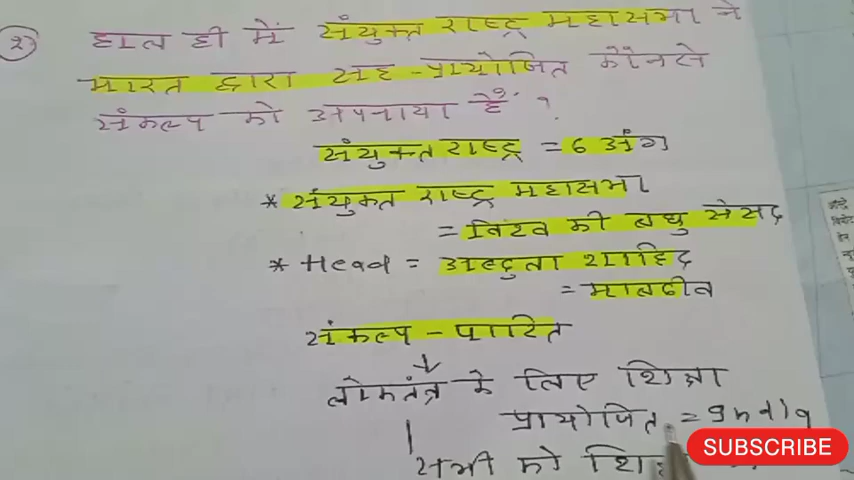 2) हाल ही में संयुक्त राष्ट्र महासभा ने
भारत द्वारा सह-प्रायोजित कौनसे
संकल्प को अपनाया है ?
संयुक्त राष्ट्र = 6 अंग
* संयुक्त राष्ट्र महासभा
= विश्व की लघु संसद
* Head = अब्दुला शाहिद
= मालदीव
संकल्प - पारित
लोकतंत्र के लिए शिक्षा
प्रायोजित = India
सभी को
SUBSCRIBE